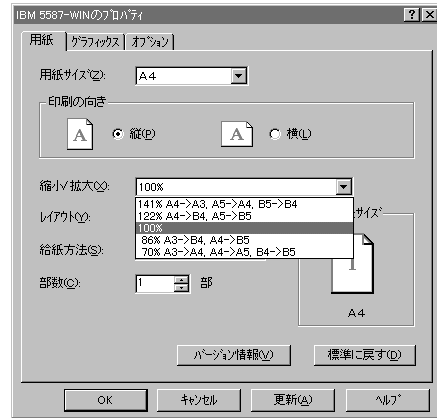 IBM 5587-WINのプロパティ
用紙 グラフィックス オプション
用紙サイズ(Z): A4
印刷の向き
A 縦(P) A 横(L)
縮小/拡大(X): 100%
141% A4->A3, A5->A4, B5->B4
122% A4->B4, A5->B5
100%
86% A3->B4, A4->B5
70% A3->A4, A4->A5, B4->B5
レイアウト(Y):
サイズ
給紙方法(S):
1
部数(C): 1 部
A4
バージョン情報(V) 標準に戻す(D)
OK キャンセル 更新(A) ヘルプ